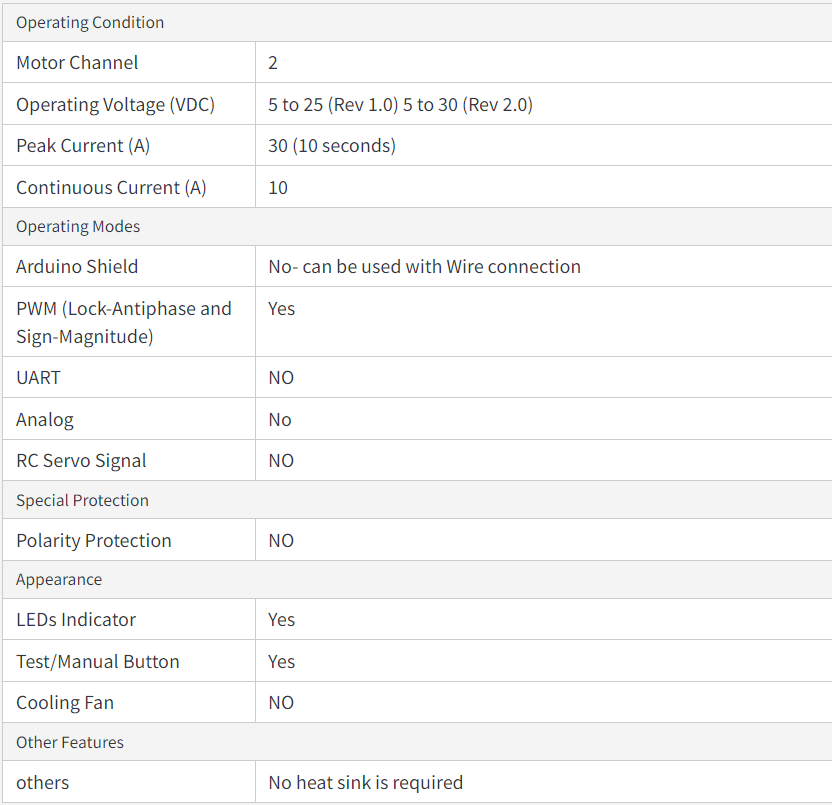 Operating Condition
Motor Channel 2
Operating Voltage (VDC) 5 to 25 (Rev 1.0) 5 to 30 (Rev 2.0)
Peak Current (A) 30 (10 seconds)
Continuous Current (A) 10
Operating Modes
Arduino Shield No- can be used with Wire connection
PWM (Lock-Antiphase and Yes
Sign-Magnitude)
UART NO
Analog No
RC Servo Signal NO
Special Protection
Polarity Protection NO
Appearance
LEDs Indicator Yes
Test/Manual Button Yes
Cooling Fan NO
Other Features
others No heat sink is required